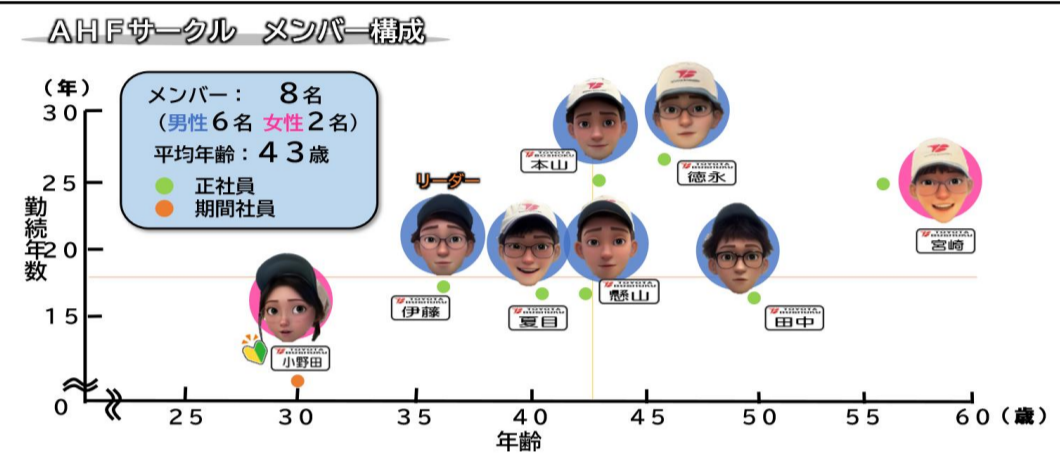 AHFサークル メンバー構成
(年)
メンバー: 8名
(男性6名 女性2名)
平均年齢:43歳
正社員
期間社員
30
25
20
15
0
勤続年数
リーダー
本山
徳永
宮崎
伊藤
夏目
懸山
田中
小野田
25 30 35 40 45 50 55 60(歳)
年齢